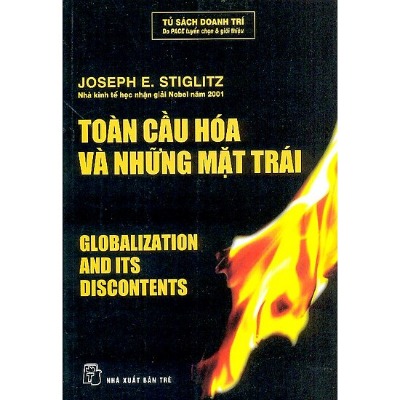 TỦ SÁCH DOANH TRÍ
Do PACE tuyển chọn & giới thiệu
JOSEPH E. STIGLITZ
Nhà kinh tế học nhận giải Nobel năm 2001
TOÀN CẦU HÓA
VÀ NHỮNG MẶT TRÁI
GLOBALIZATION
AND ITS
DISCONTENTS
NHÀ XUẤT BẢN TRẺ